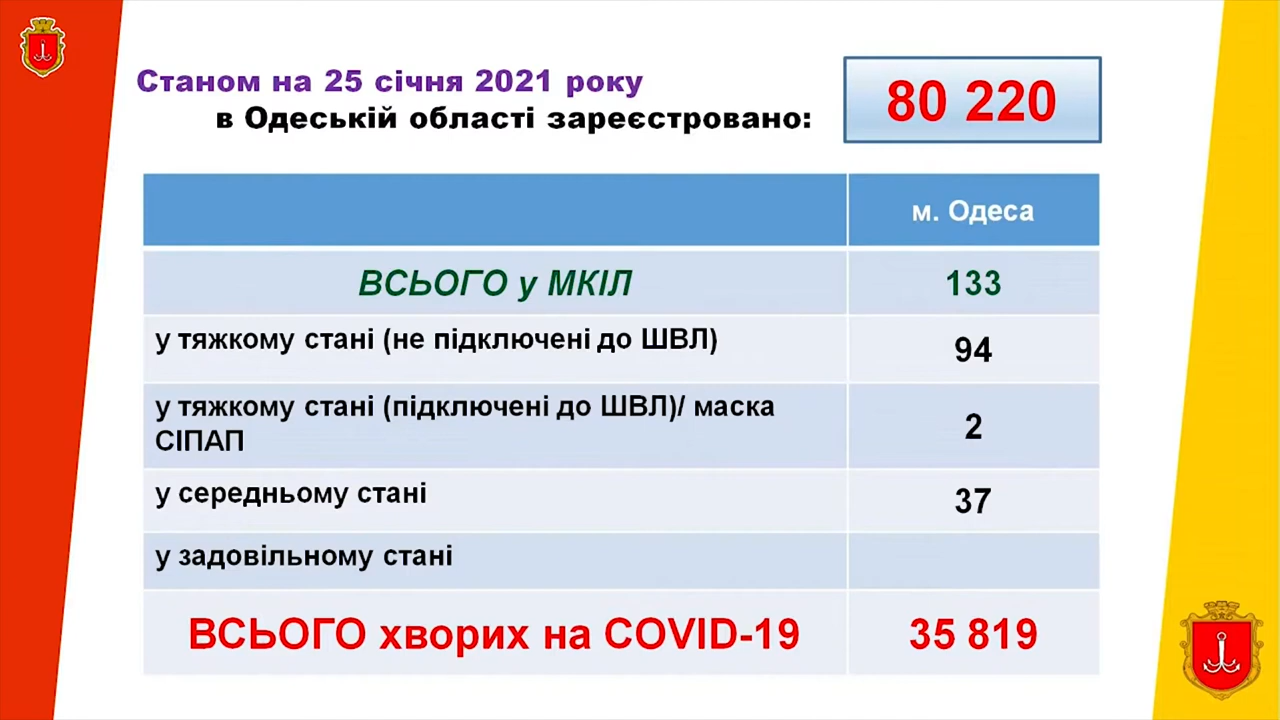 Станом на 25 січня 2021 року
в Одеській області зареєстровано:
80 220
м. Одеса
ВСЬОГО у МКІЛ 133
у тяжкому стані (не підключені до ШВЛ) 94
у тяжкому стані (підключені до ШВЛ)/ маска
СІПАП 2
у середньому стані 37
у задовільному стані
ВСЬОГО хворих на COVID-19 35 819